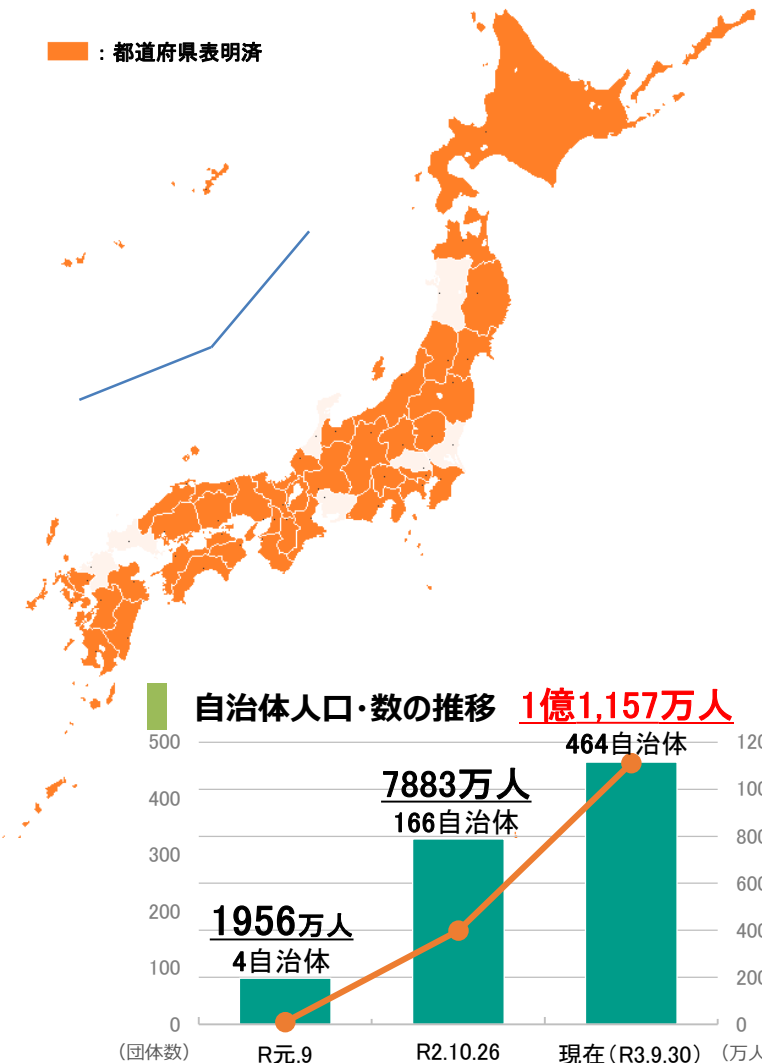 ：都道府県表明済
自治体人口・数の推移 1億1,157万人
464自治体
7883万人
166自治体
1956万人
4自治体
500
400
300
200
100
0
0
(団体数)
R元.9
R2.10.26
現在（R3.9.30）